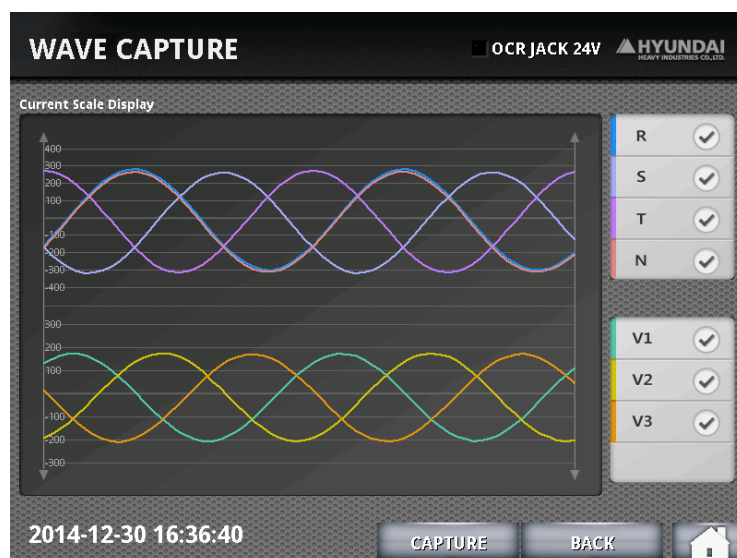 WAVE CAPTURE
OCR JACK 24V
HYUNDAI
HEAVY INDUSTRIES CO.,LTD.
Current Scale Display
400
300
200
100
-100
-200
-300
-400
300
200
100
-100
-200
-300
R
S
T
N
V1
V2
V3
2014-12-30 16:36:40
CAPTURE
BACK